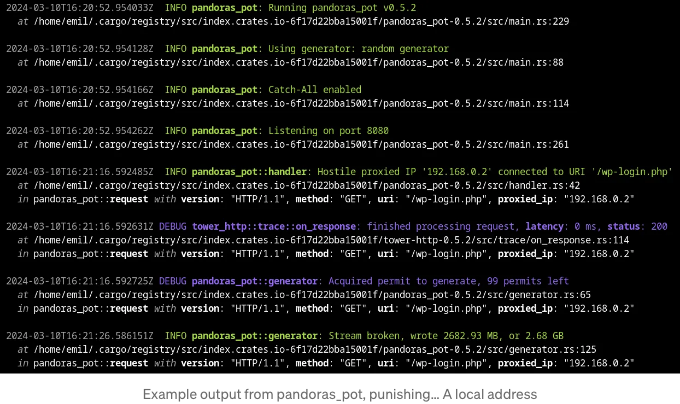 2024-03-10T16:20:52.954033Z  INFO pandoras_pot: Running pandoras_pot v0.5.2
at /home/emil/.cargo/registry/src/index.crates.io-6f17d22bba15001f/pandoras_pot-0.5.2/src/main.rs:229
2024-03-10T16:20:52.954128Z  INFO pandoras_pot: Using generator: random generator
at /home/emil/.cargo/registry/src/index.crates.io-6f17d22bba15001f/pandoras_pot-0.5.2/src/main.rs:88
2024-03-10T16:20:52.954166Z  INFO pandoras_pot: Catch-All enabled
at /home/emil/.cargo/registry/src/index.crates.io-6f17d22bba15001f/pandoras_pot-0.5.2/src/main.rs:114
2024-03-10T16:20:52.954262Z  INFO pandoras_pot: Listening on port 8080
at /home/emil/.cargo/registry/src/index.crates.io-6f17d22bba15001f/pandoras_pot-0.5.2/src/main.rs:261
2024-03-10T16:21:16.592485Z  INFO pandoras_pot::handler: Hostile proxied IP '192.168.0.2' connected to URI '/wp-login.php'
at /home/emil/.cargo/registry/src/index.crates.io-6f17d22bba15001f/pandoras_pot-0.5.2/src/handler.rs:42
in pandoras_pot::request with version: "HTTP/1.1", method: "GET", uri: "/wp-login.php", proxied_ip: "192.168.0.2"
2024-03-10T16:21:16.592631Z DEBUG tower_http::trace::on_response: finished processing request, latency: 0 ms, status: 200
at /home/emil/.cargo/registry/src/index.crates.io-6f17d22bba15001f/tower-http-0.5.2/src/trace/on_response.rs:114
in pandoras_pot::request with version: "HTTP/1.1", method: "GET", uri: "/wp-login.php", proxied_ip: "192.168.0.2"
2024-03-10T16:21:16.592725Z DEBUG pandoras_pot::generator: Acquired permit to generate, 99 permits left
at /home/emil/.cargo/registry/src/index.crates.io-6f17d22bba15001f/pandoras_pot-0.5.2/src/generator.rs:65
in pandoras_pot::request with version: "HTTP/1.1", method: "GET", uri: "/wp-login.php", proxied_ip: "192.168.0.2"
2024-03-10T16:21:26.586151Z  INFO pandoras_pot::generator: Stream broken, wrote 2682.93 MB, or 2.68 GB
at /home/emil/.cargo/registry/src/index.crates.io-6f17d22bba15001f/pandoras_pot-0.5.2/src/generator.rs:125
in pandoras_pot::request with version: "HTTP/1.1", method: "GET", uri: "/wp-login.php", proxied_ip: "192.168.0.2"
Example output from pandoras_pot, punishing... A local address